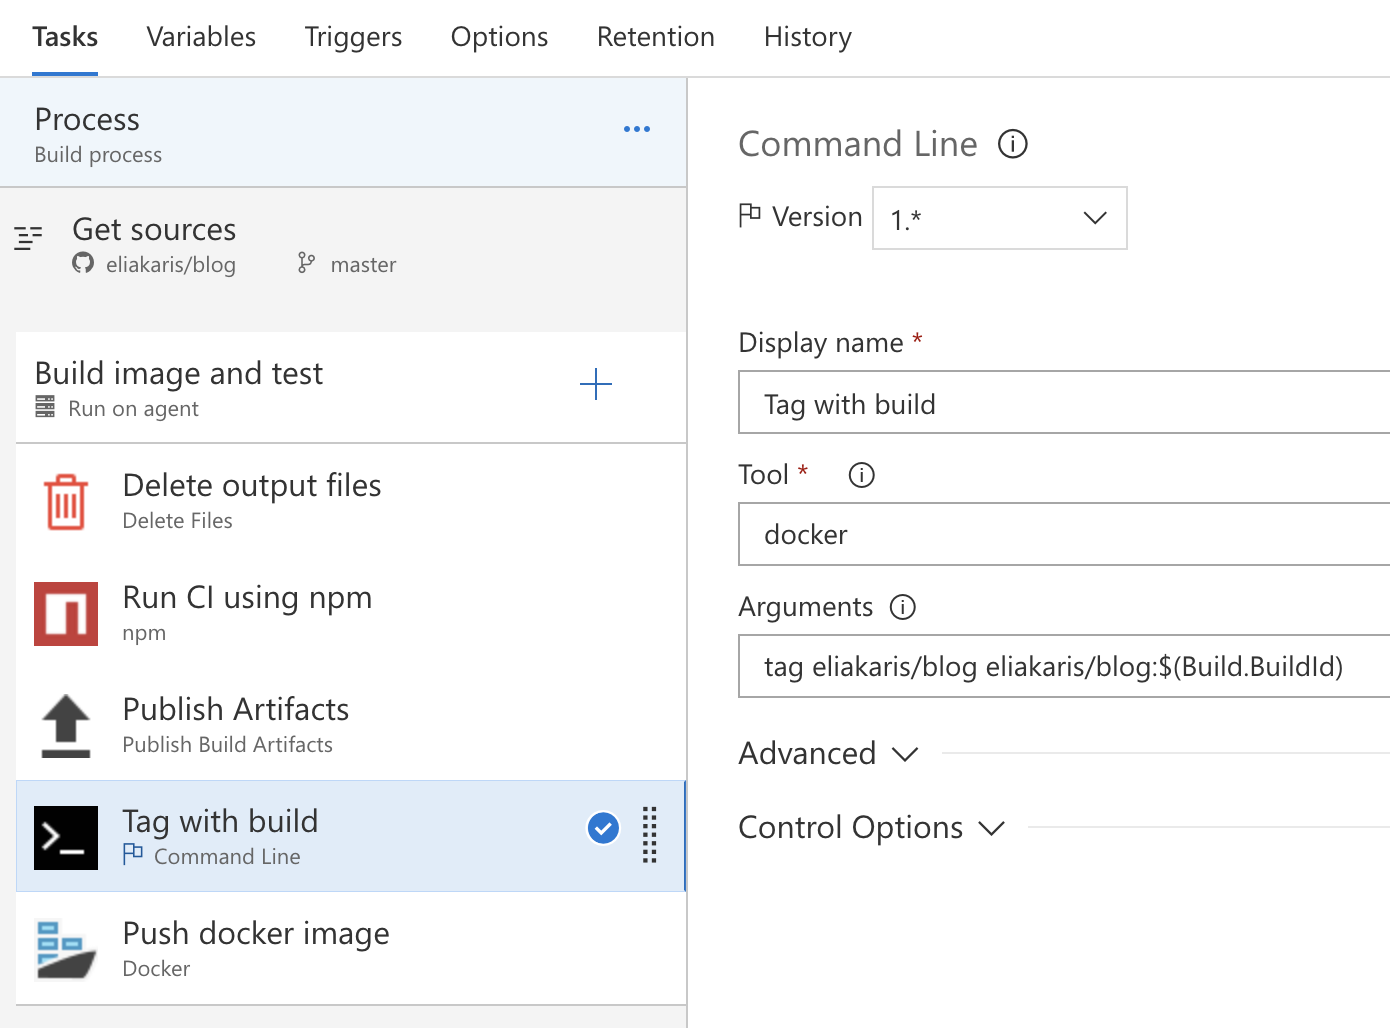 Tasks Variables Triggers Options Retention History
Process
Build process
Get sources
eliakaris/blog master
Build image and test
Run on agent
Delete output files
Delete Files
Run CI using npm
npm
Publish Artifacts
Publish Build Artifacts
Tag with build
Command Line
Push docker image
Docker
Command Line
Version 1.*
Display name *
Tag with build
Tool *
docker
Arguments
tag eliakaris/blog eliakaris/blog:$(Build.BuildId)
Advanced
Control Options